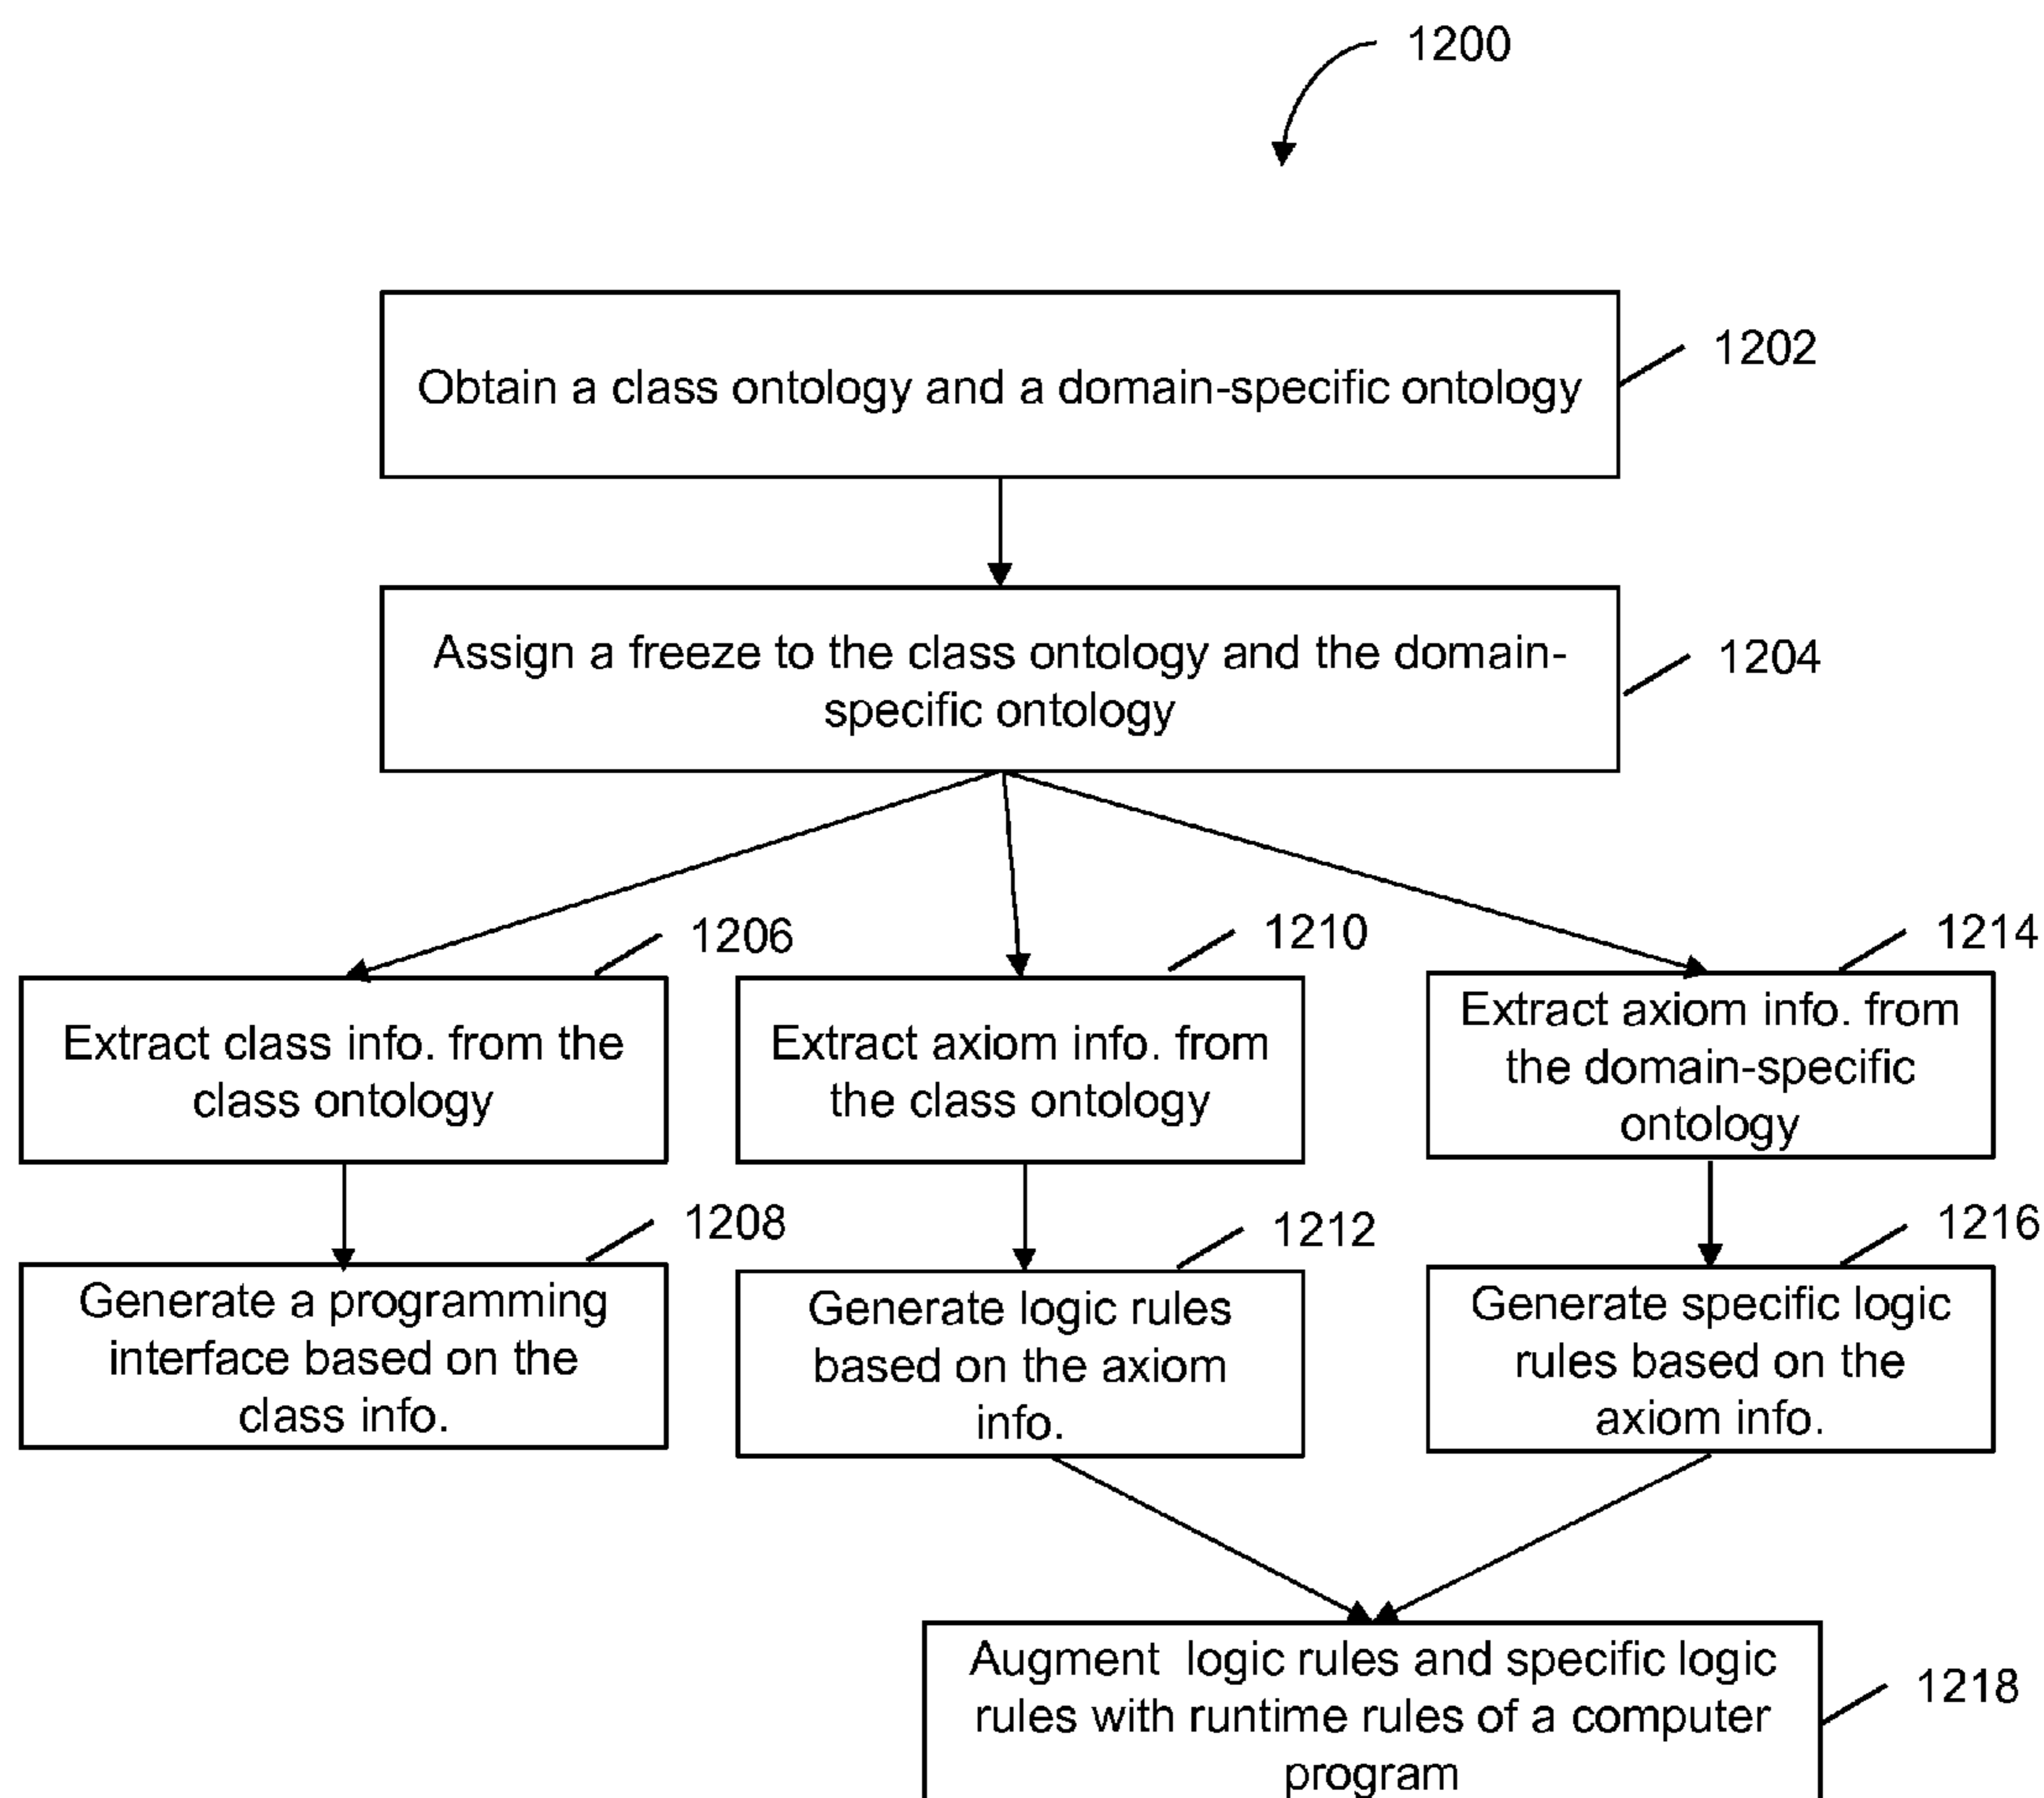 1200
Obtain a class ontology and a domain-specific ontology
1202
Assign a freeze to the class ontology and the domain-
specific ontology
1204
1206
Extract class info. from the
class ontology
1210
Extract axiom info. from
the class ontology
1214
Extract axiom info. from
the domain-specific
ontology
1208
Generate a programming
interface based on the
class info.
1212
Generate logic rules
based on the axiom
info.
1216
Generate specific logic
rules based on the
axiom info.
Augment logic rules and specific logic
rules with runtime rules of a computer
program
1218